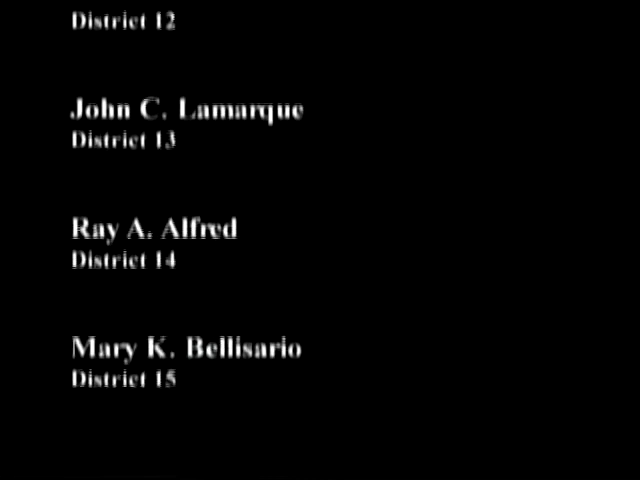 District 12
John C. Lamarque
District 13
Ray A. Alfred
District 14
Mary K. Bellisario
District 15